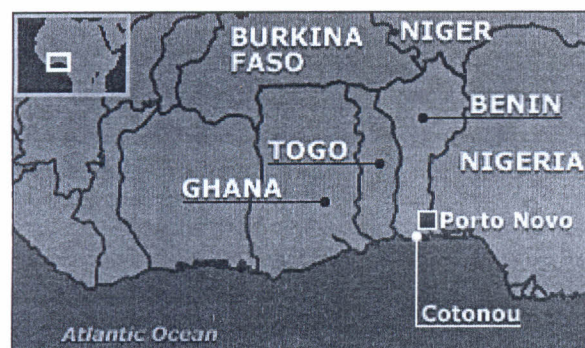 BURKINA
FASO
NIGER
BENIN
TOGO
NIGERIA
GHANA
Porto Novo
Cotonou
Atlantic Ocean